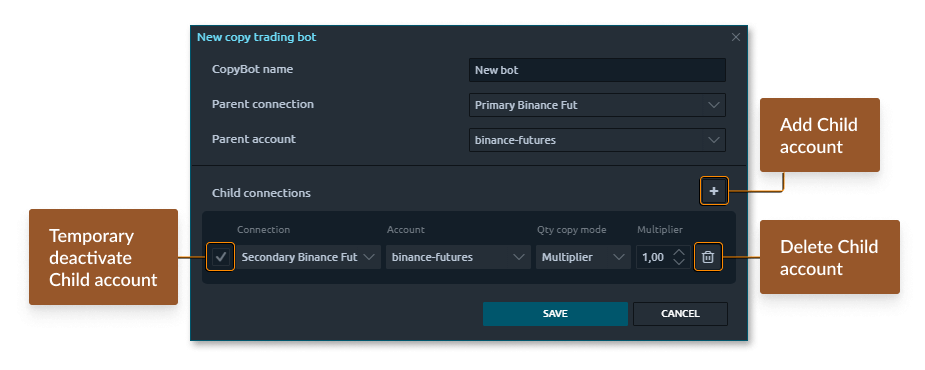 New copy trading bot
CopyBot name
New bot
Parent connection
Primary Binance Fut
Parent account
binance-futures
Add Child
account
Child connections
+
Temporary
deactivate
Child account
Connection
Account
Qty copy mode
Multiplier
Secondary Binance Fut
binance-futures
Multiplier
1,00
Delete Child
account
SAVE
CANCEL